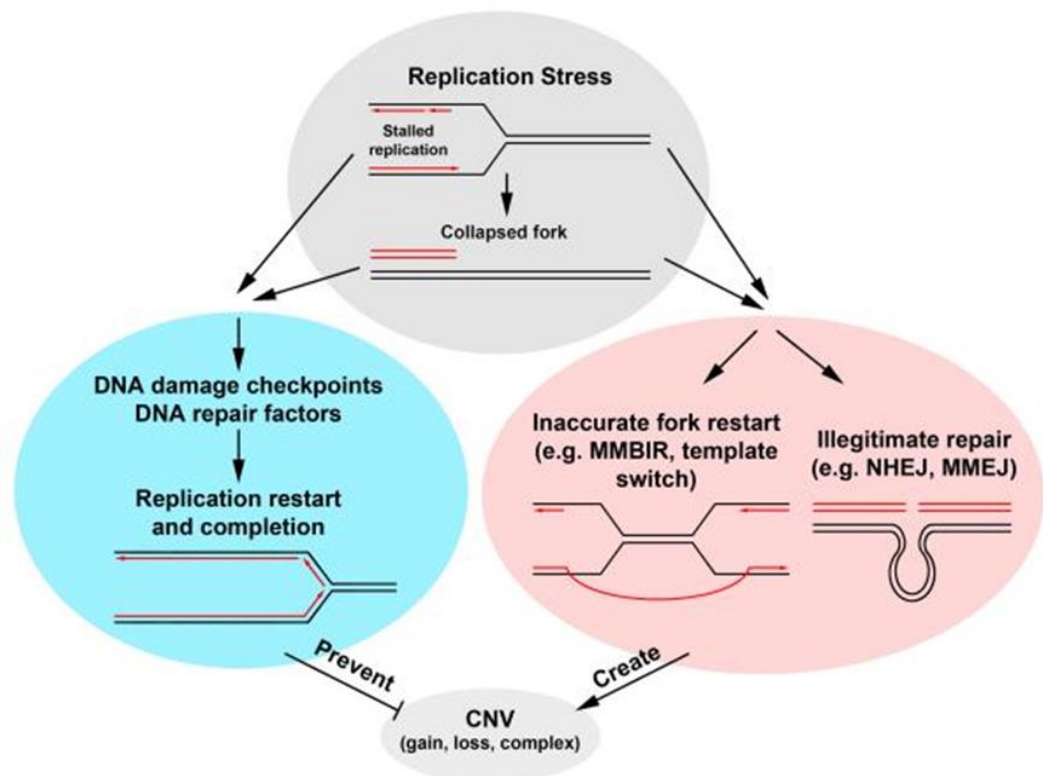 Replication Stress
Stalled
replication
Collapsed fork
DNA damage checkpoints
DNA repair factors
Replication restart
and completion
Inaccurate fork restart
(e.g. MMBIR, template
switch)
Illegitimate repair
(e.g. NHEJ, MMEJ)
Prevent
Create
CNV
(gain, loss, complex)